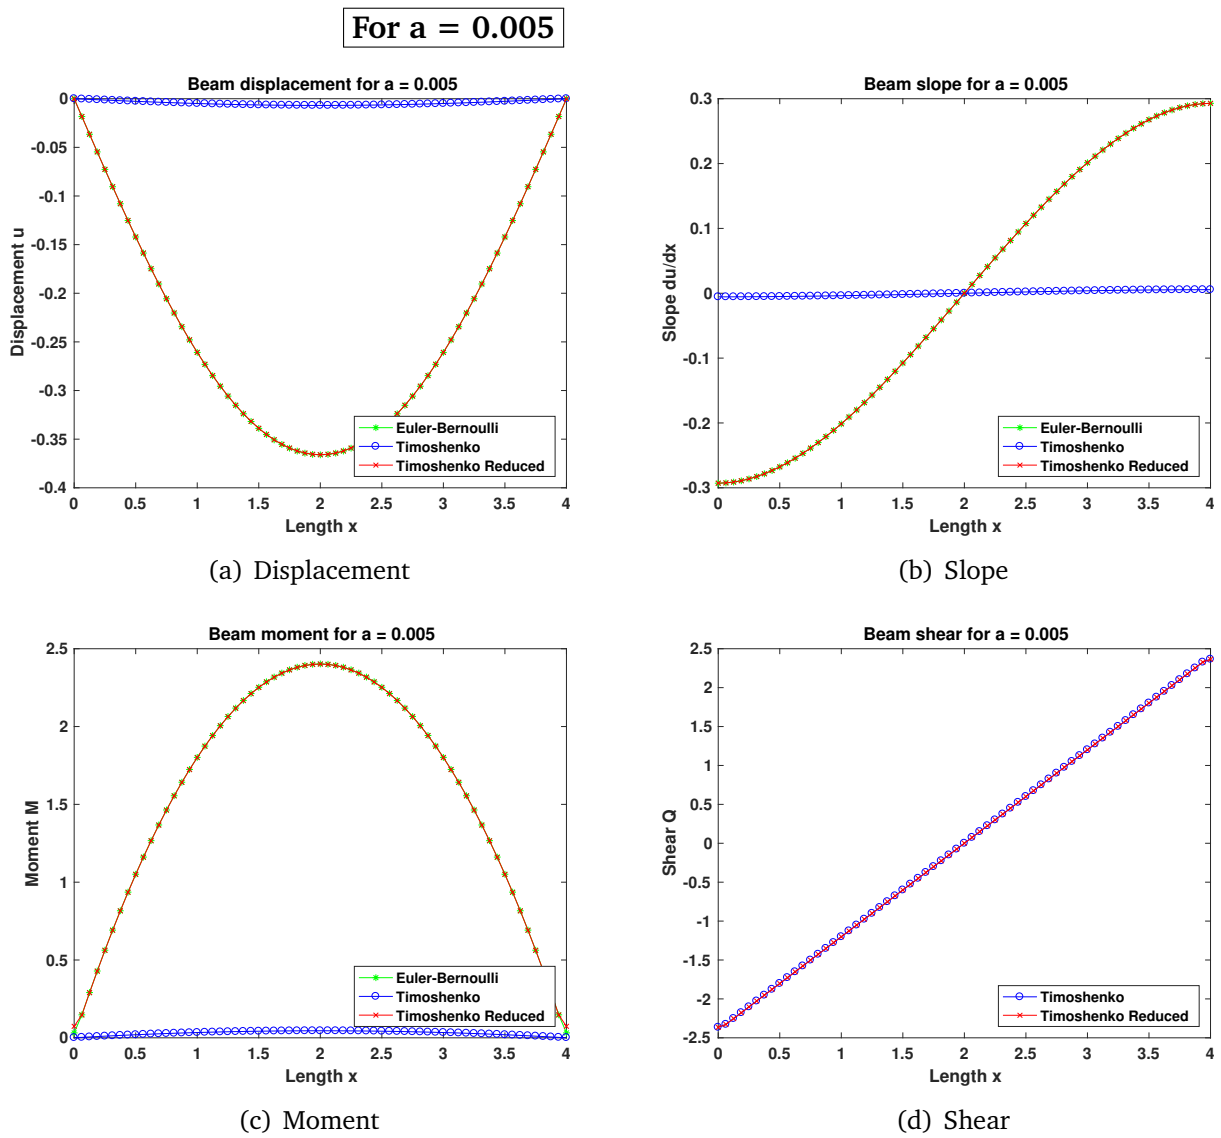 For a = 0.005
Beam displacement for a = 0.005
0
-0.05
-0.1
-0.15
-0.2
-0.25
-0.3
-0.35
-0.4
Displacement u
0 0.5 1 1.5 2 2.5 3 3.5 4
Length x
Euler-Bernoulli
Timoshenko
Timoshenko Reduced
(a) Displacement
Beam slope for a = 0.005
0.3
0.2
0.1
0
-0.1
-0.2
-0.3
Slope du/dx
0 0.5 1 1.5 2 2.5 3 3.5 4
Length x
Euler-Bernoulli
Timoshenko
Timoshenko Reduced
(b) Slope
Beam moment for a = 0.005
2.5
2
1.5
1
0.5
0
Moment M
0 0.5 1 1.5 2 2.5 3 3.5 4
Length x
Euler-Bernoulli
Timoshenko
Timoshenko Reduced
(c) Moment
Beam shear for a = 0.005
2.5
2
1.5
1
0.5
0
-0.5
-1
-1.5
-2
-2.5
Shear Q
0 0.5 1 1.5 2 2.5 3 3.5 4
Length x
Timoshenko
Timoshenko Reduced
(d) Shear